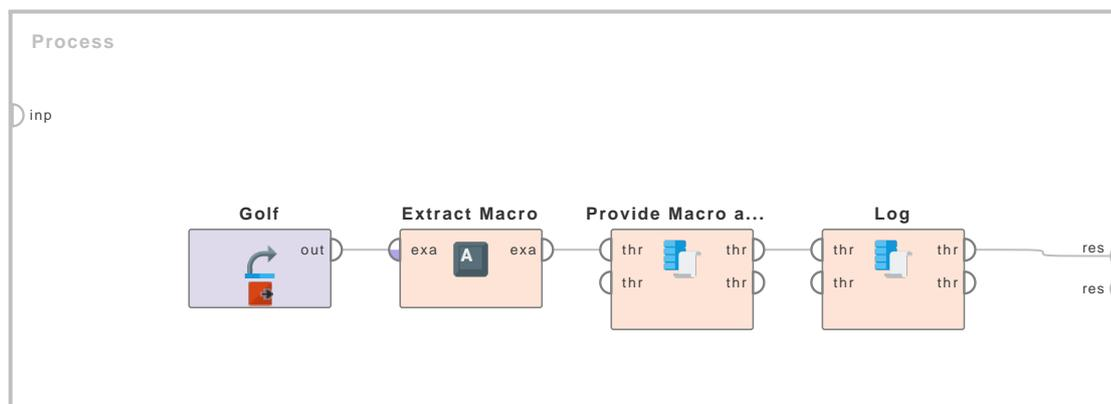 Process
inp
Golf
Extract Macro
Provide Macro a...
Log
out
exa
exa
thr
thr
thr
thr
res
A
thr
thr
thr
thr
res